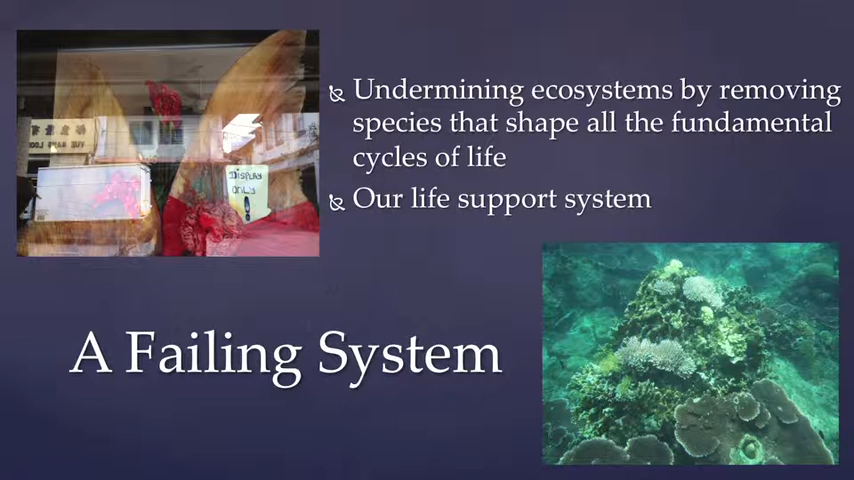 Undermining ecosystems by removing
species that shape all the fundamental
cycles of life
Our life support system
DISPLAY
ONLY
!
A Failing System